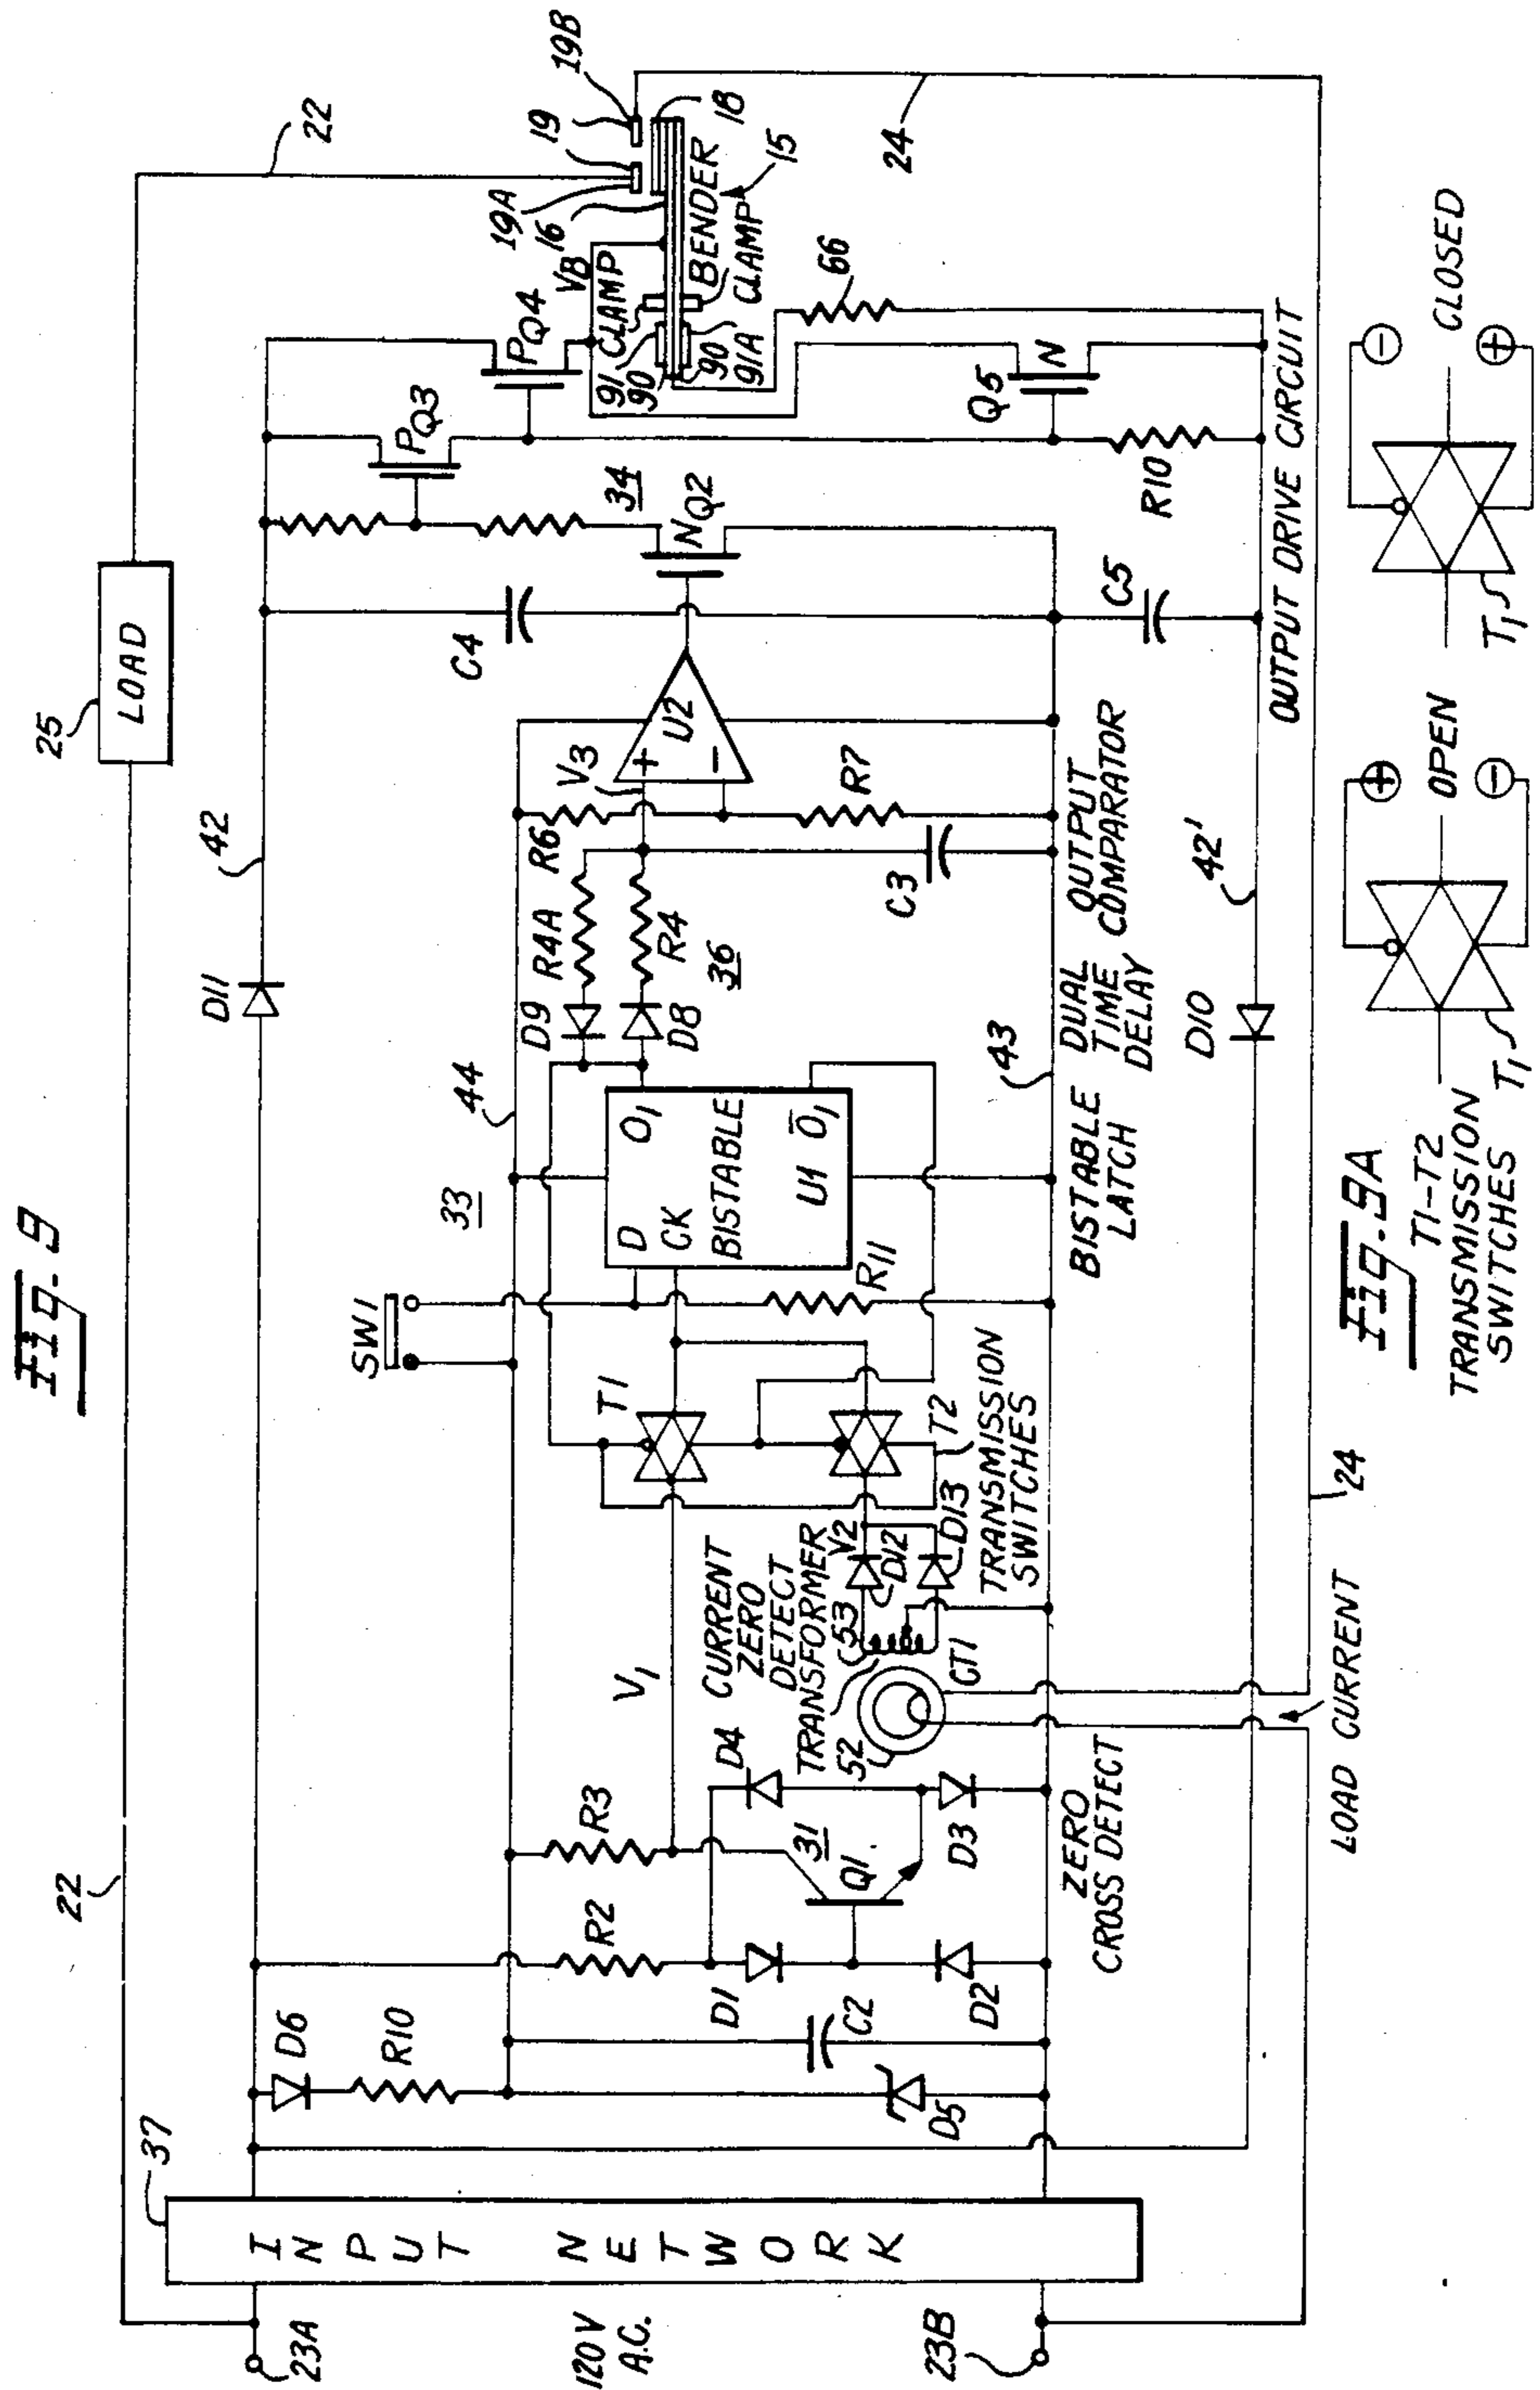 Fig. 9
22
25
LOAD
22
42
D11
37
INPUT NETWORK
23A
120V
A.C.
23B
D6
R10
D5
C2
R2
D1
D2
R3
31
Q1
D4
D3
ZERO
CROSS DETECT
V1
CURRENT
ZERO
DETECT
TRANSFORMER
52
53
CT1
V2
D12
D13
LOAD CURRENT
TRANSMISSION
SWITCHES
T1
T2
SW1
33
44
R11
D
CK
O1
BISTABLE
U1
O̅1
BISTABLE
LATCH
43
D9
D8
R4A
R4
36
DUAL
TIME
DELAY
R6
V3
C3
R7
+
U2
-
OUTPUT
COMPARATOR
C4
C5
34
NQ2
PQ3
PQ4
R10
Q5
N
66
VB
CLAMP
91
90
90
91A
CLAMP
BENDER
15
16
18
19A
19
19B
24
24
D10
42'
OUTPUT DRIVE CIRCUIT
Fig. 9A
T1-T2
TRANSMISSION
SWITCHES
T1
+
OPEN
-
T1
-
CLOSED
+